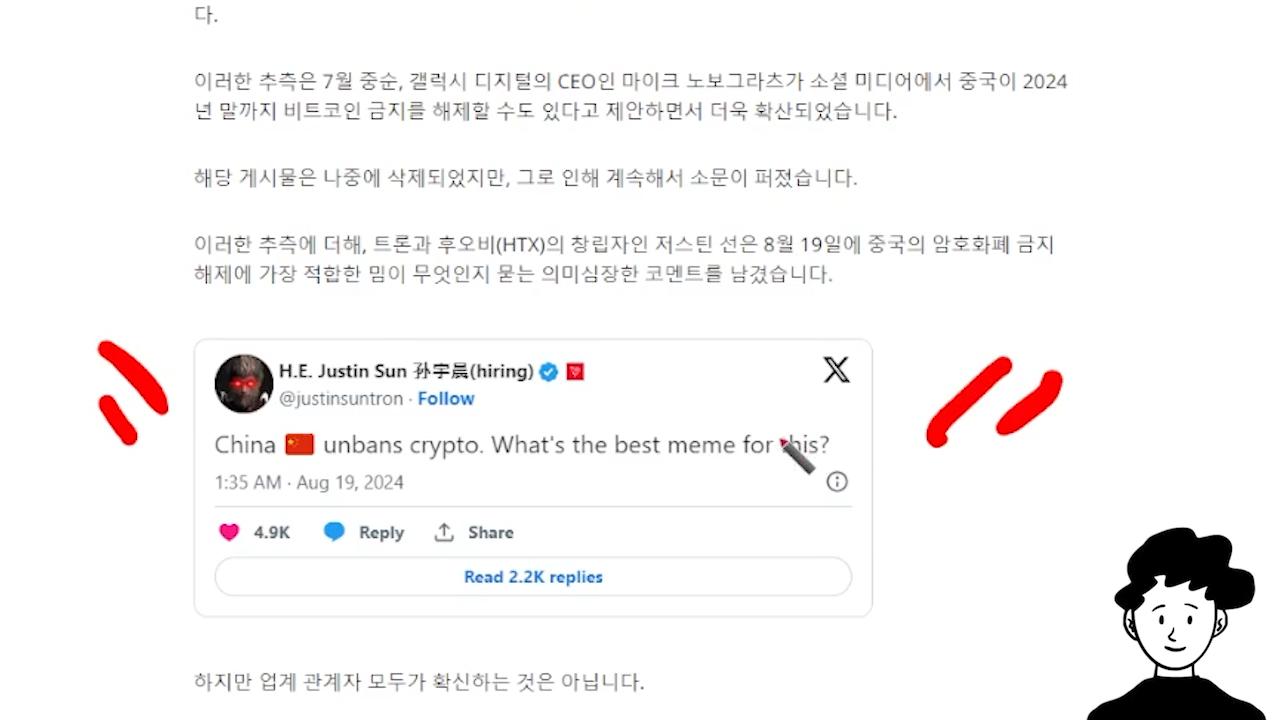 다.
이러한 추측은 7월 중순, 갤럭시 디지털의 CEO인 마이크 노보그라츠가 소셜 미디어에서 중국이 2024
년 말까지 비트코인 금지를 해제할 수도 있다고 제안하면서 더욱 확산되었습니다.
해당 게시물은 나중에 삭제되었지만, 그로 인해 계속해서 소문이 퍼졌습니다.
이러한 추측에 더해, 트론과 후오비(HTX)의 창립자인 저스틴 선은 8월 19일에 중국의 암호화폐 금지
해제에 가장 적합한 밈이 무엇인지 묻는 의미심장한 코멘트를 남겼습니다.
H.E. Justin Sun 孙宇晨(hiring)
@justinsuntron · Follow
China 🇨🇳 unbans crypto. What's the best meme for this?
1:35 AM · Aug 19, 2024
4.9K Reply Share
Read 2.2K replies
하지만 업계 관계자 모두가 확신하는 것은 아닙니다.